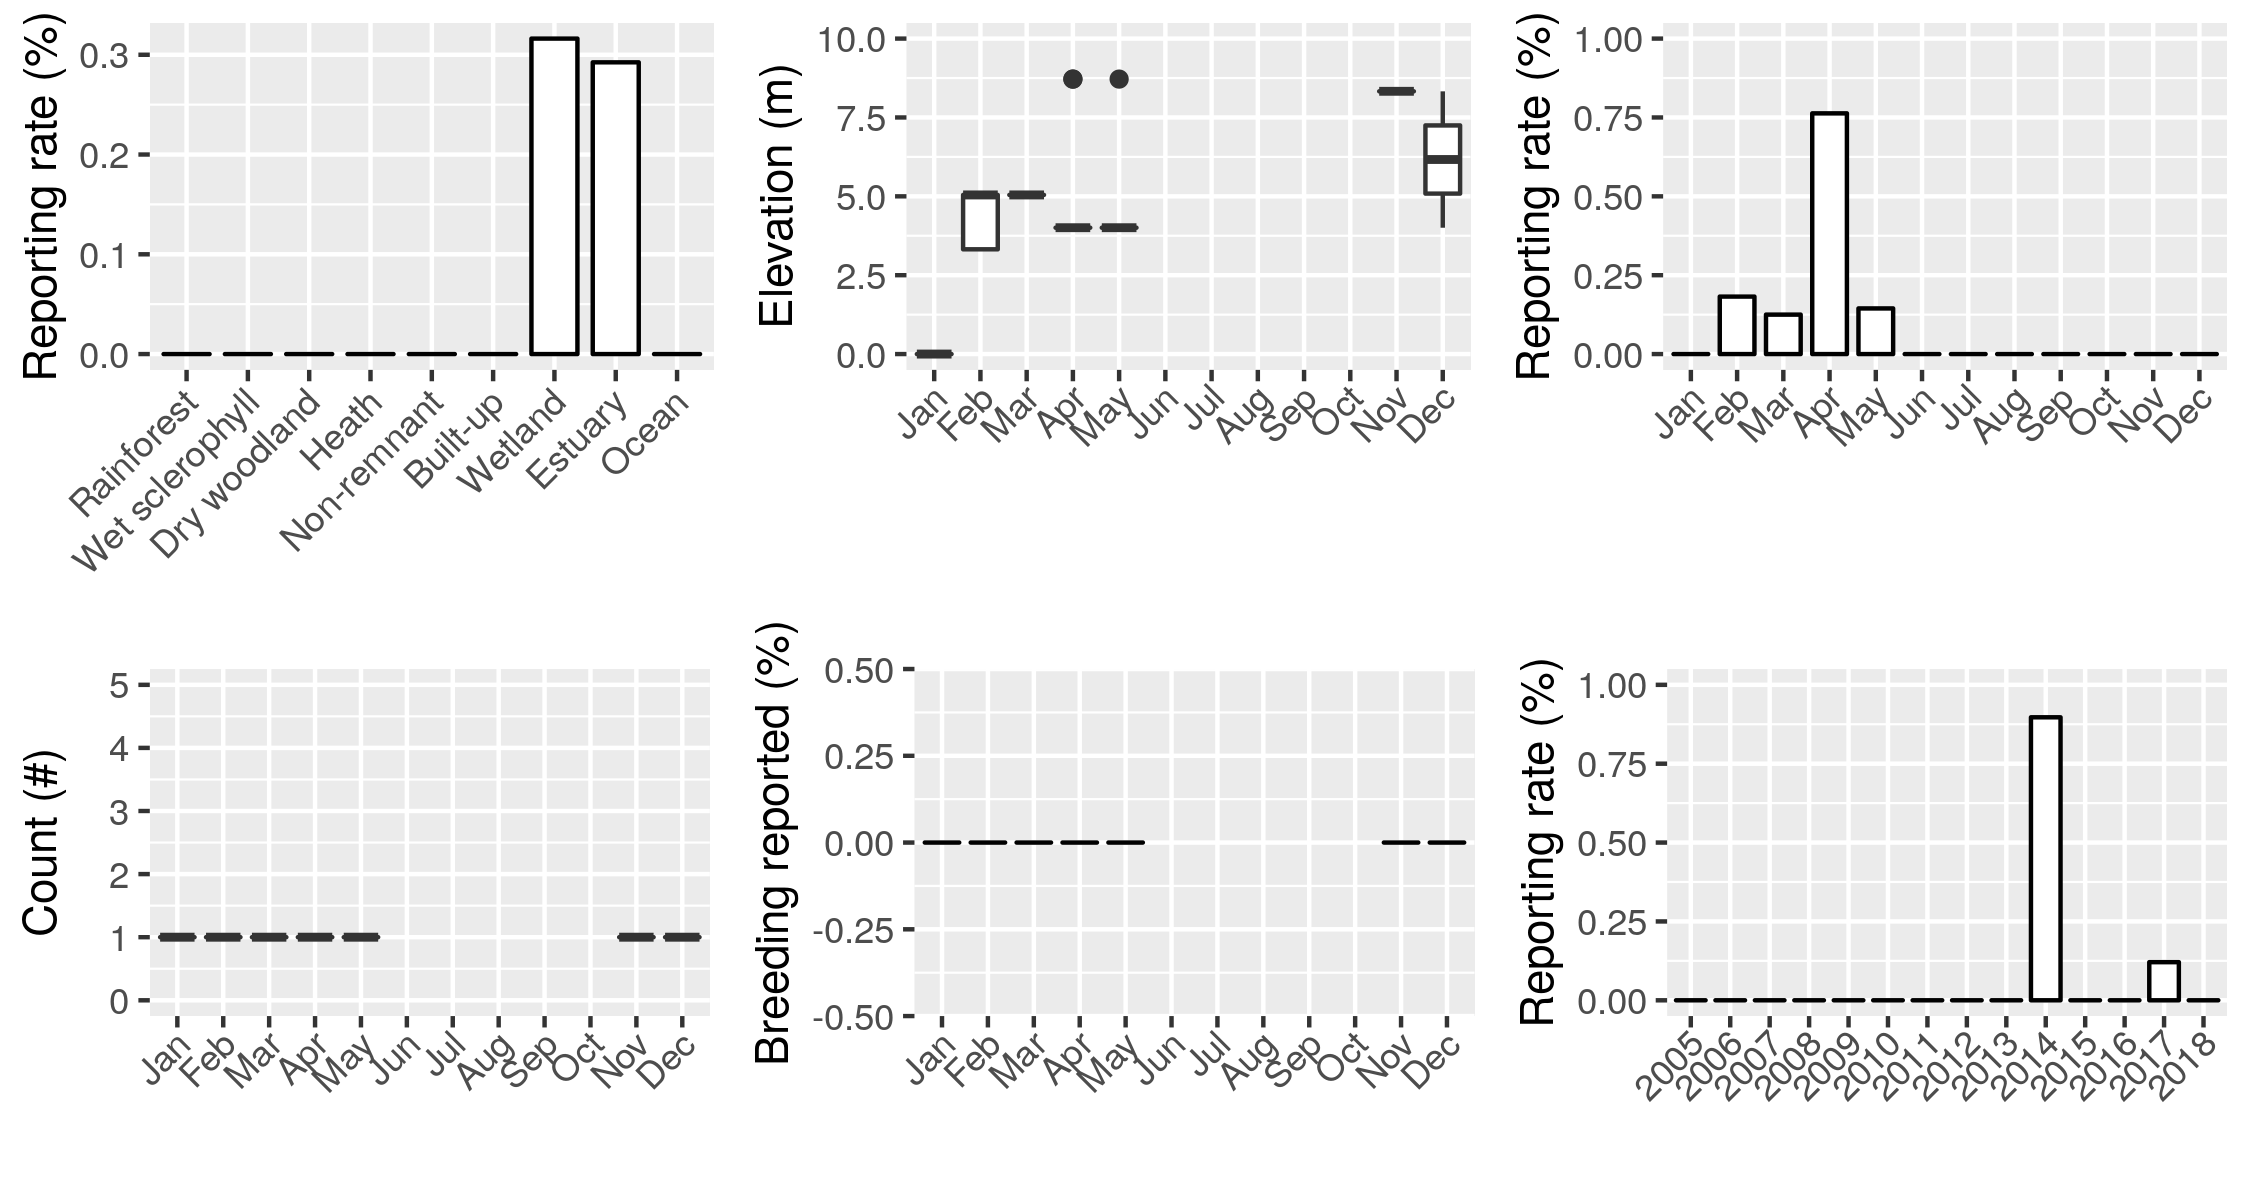 Reporting rate (%)
0.3
0.2
0.1
0.0
Rainforest
Wet sclerophyll
Dry woodland
Heath
Non-remnant
Built-up
Wetland
Estuary
Ocean
Elevation (m)
10.0
7.5
5.0
2.5
0.0
Jan Feb Mar Apr May Jun Jul Aug Sep Oct Nov Dec
Reporting rate (%)
1.00
0.75
0.50
0.25
0.00
Jan Feb Mar Apr May Jun Jul Aug Sep Oct Nov Dec
Count (#)
5
4
3
2
1
0
Jan Feb Mar Apr May Jun Jul Aug Sep Oct Nov Dec
Breeding reported (%)
0.50
0.25
0.00
-0.25
-0.50
Jan Feb Mar Apr May Jun Jul Aug Sep Oct Nov Dec
Reporting rate (%)
1.00
0.75
0.50
0.25
0.00
2005 2006 2007 2008 2009 2010 2011 2012 2013 2014 2015 2016 2017 2018